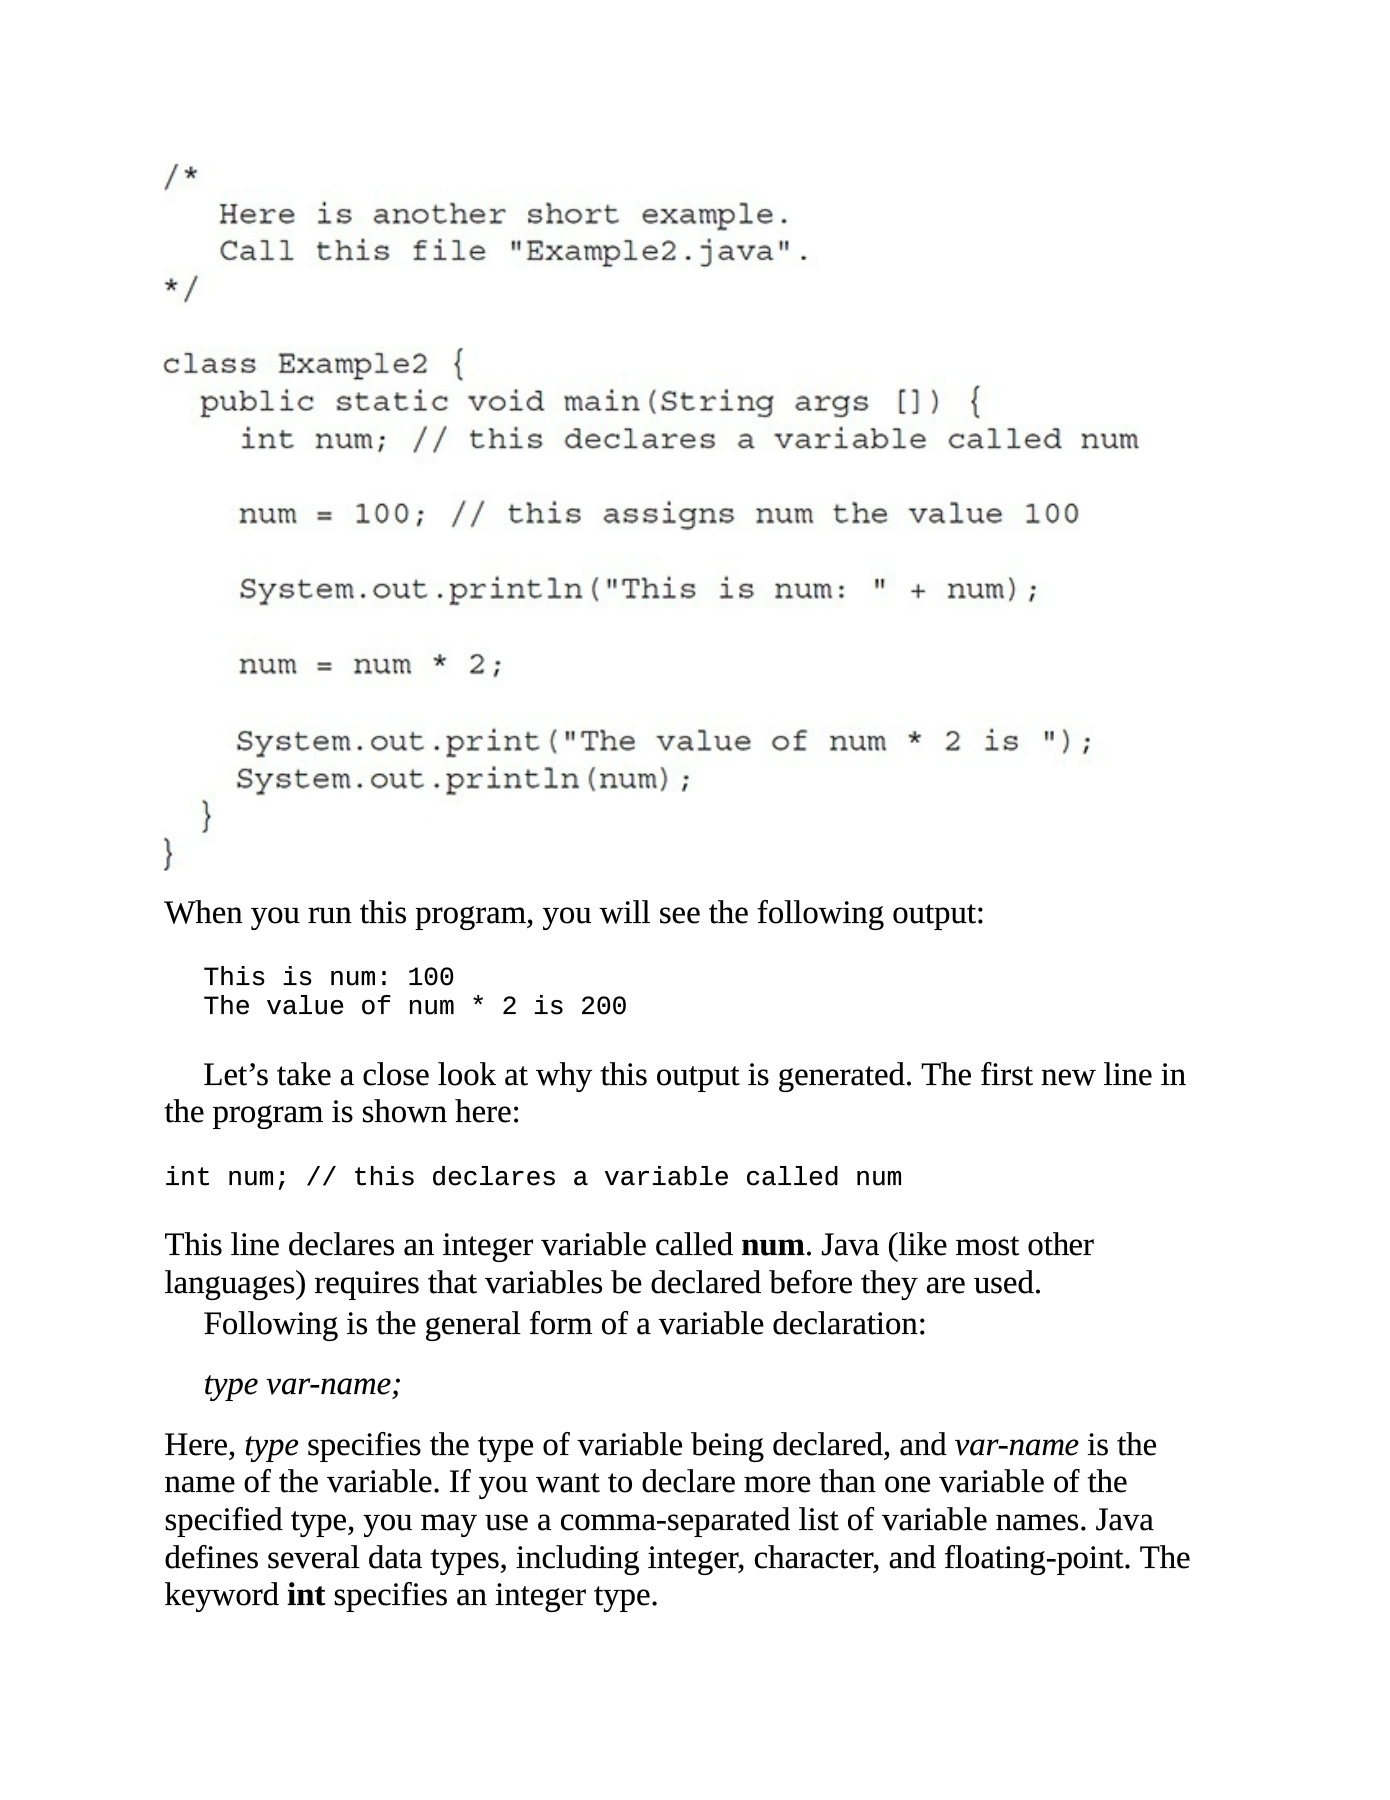 /*
   Here is another short example.
   Call this file "Example2.java".
*/

class Example2 {
  public static void main(String args []) {
    int num; // this declares a variable called num

    num = 100; // this assigns num the value 100

    System.out.println("This is num: " + num);

    num = num * 2;

    System.out.print("The value of num * 2 is ");
    System.out.println(num);
  }
}
When you run this program, you will see the following output:
This is num: 100
The value of num * 2 is 200
Let’s take a close look at why this output is generated. The first new line in
the program is shown here:
int num; // this declares a variable called num
This line declares an integer variable called num. Java (like most other
languages) requires that variables be declared before they are used.
Following is the general form of a variable declaration:
type var-name;
Here, type specifies the type of variable being declared, and var-name is the
name of the variable. If you want to declare more than one variable of the
specified type, you may use a comma-separated list of variable names. Java
defines several data types, including integer, character, and floating-point. The
keyword int specifies an integer type.